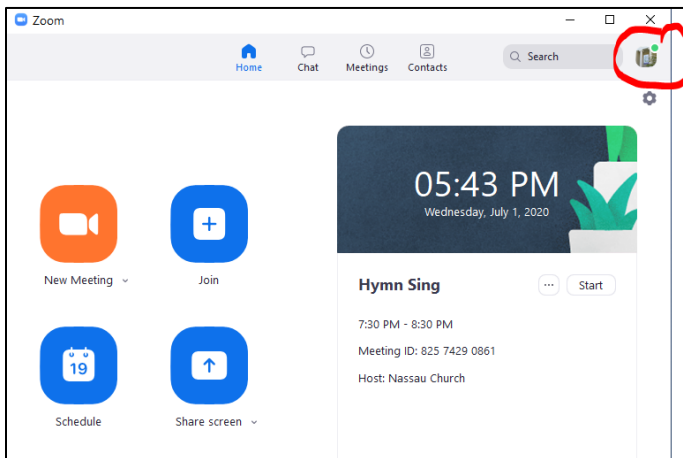 Zoom
Home Chat Meetings Contacts Search
05:43 PM
Wednesday, July 1, 2020
New Meeting Join
Hymn Sing ... Start
7:30 PM - 8:30 PM
Meeting ID: 825 7429 0861
Host: Nassau Church
19
Schedule Share screen